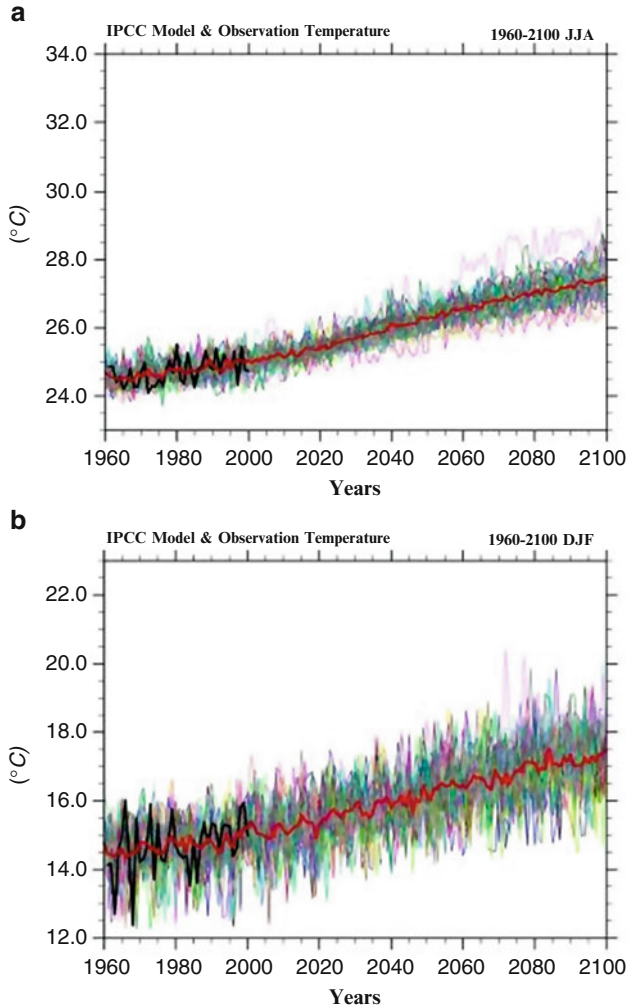 a
IPCC Model & Observation Temperature 1960-2100 JJA
34.0
32.0
30.0
28.0
26.0
24.0
(°C)
1960 1980 2000 2020 2040 2060 2080 2100
Years
b
IPCC Model & Observation Temperature 1960-2100 DJF
22.0
20.0
18.0
16.0
14.0
12.0
(°C)
1960 1980 2000 2020 2040 2060 2080 2100
Years